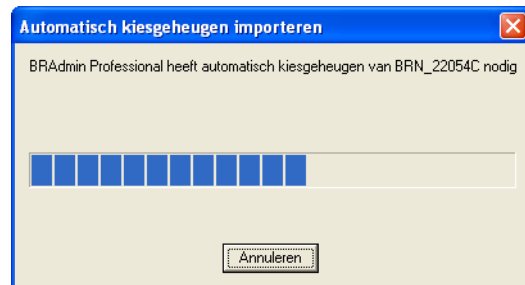 Automatisch kiesgeheugen importeren
BRAdmin Professional heeft automatisch kiesgeheugen van BRN_22054C nodig
Annuleren